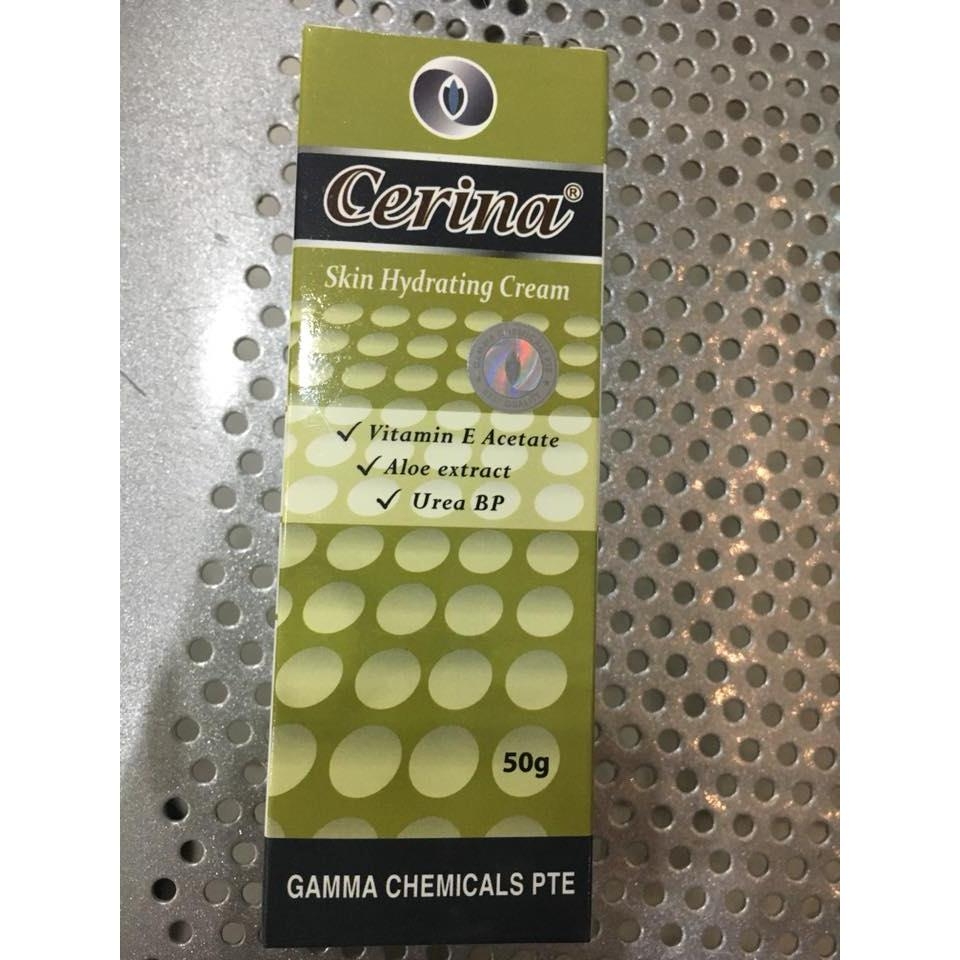 Cerina®
Skin Hydrating Cream
✓ Vitamin E Acetate
✓ Aloe extract
✓ Urea BP
50g
GAMMA CHEMICALS PTE